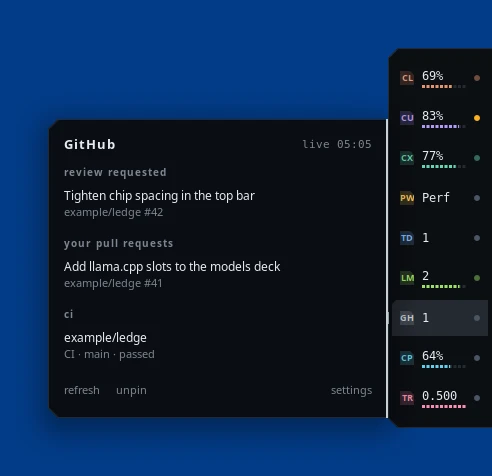 GitHub live 05:05
review requested
Tighten chip spacing in the top bar
example/ledge #42
your pull requests
Add llama.cpp slots to the models deck
example/ledge #41
ci
example/ledge
CI · main · passed
refresh unpin settings
CL 69%
CU 83%
CX 77%
PW Perf
TD 1
LM 2
GH 1
CP 64%
TR 0.500